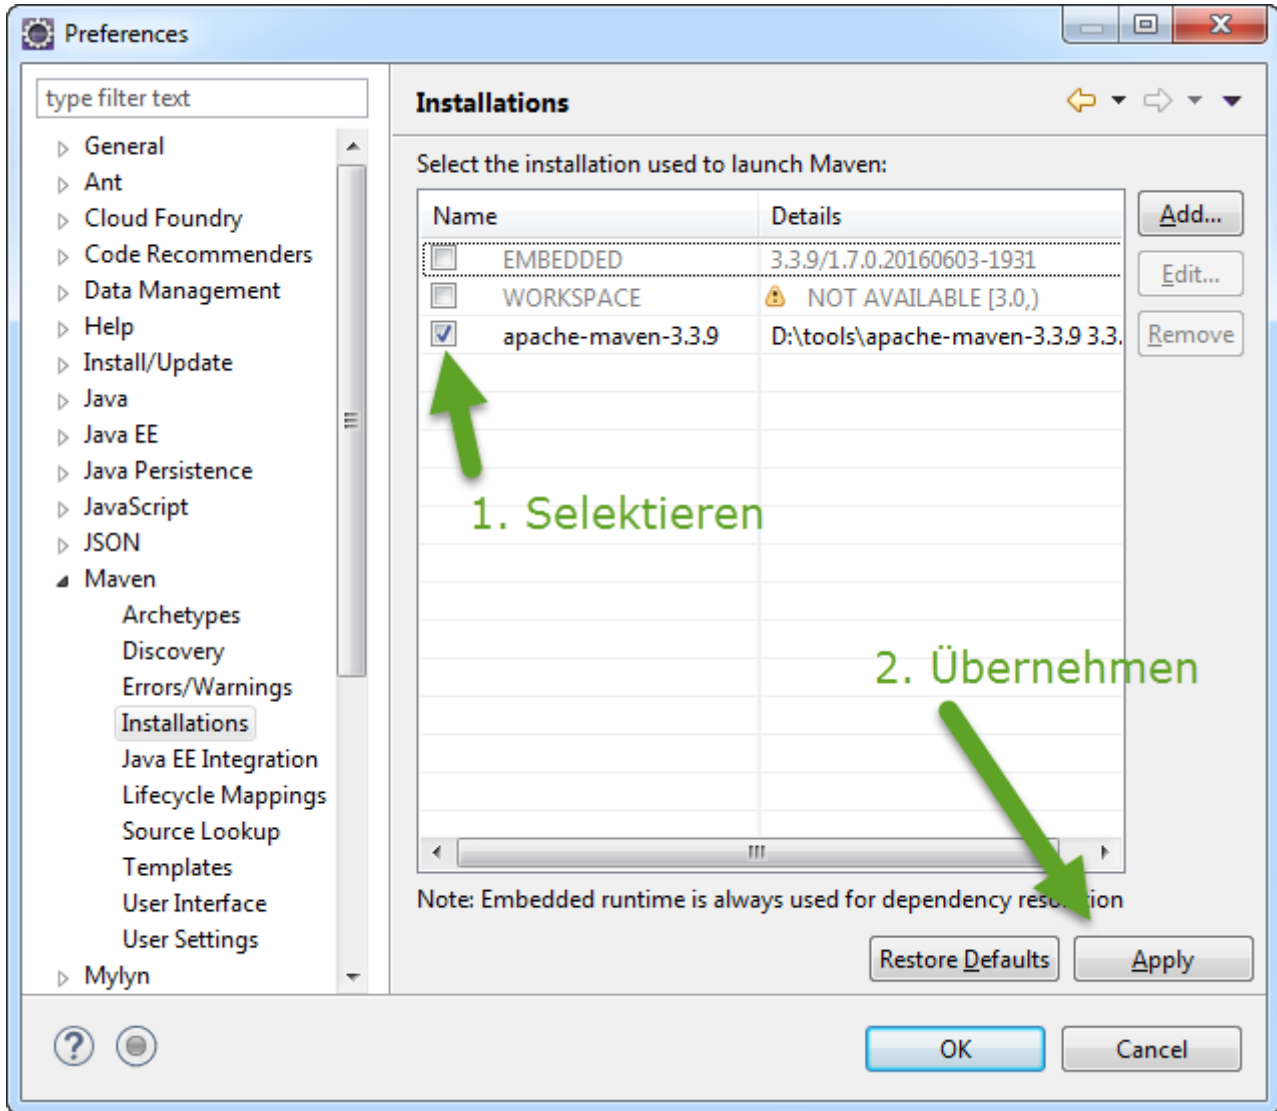 Preferences
type filter text
General
Ant
Cloud Foundry
Code Recommenders
Data Management
Help
Install/Update
Java
Java EE
Java Persistence
JavaScript
JSON
Maven
Archetypes
Discovery
Errors/Warnings
Installations
Java EE Integration
Lifecycle Mappings
Source Lookup
Templates
User Interface
User Settings
Mylyn
Installations
Select the installation used to launch Maven:
Name Details
EMBEDDED 3.3.9/1.7.0.20160603-1931
WORKSPACE NOT AVAILABLE [3.0,)
apache-maven-3.3.9 D:\tools\apache-maven-3.3.9 3.3.
Add...
Edit...
Remove
1. Selektieren
2. Übernehmen
Note: Embedded runtime is always used for dependency resolution
Restore Defaults Apply
OK Cancel